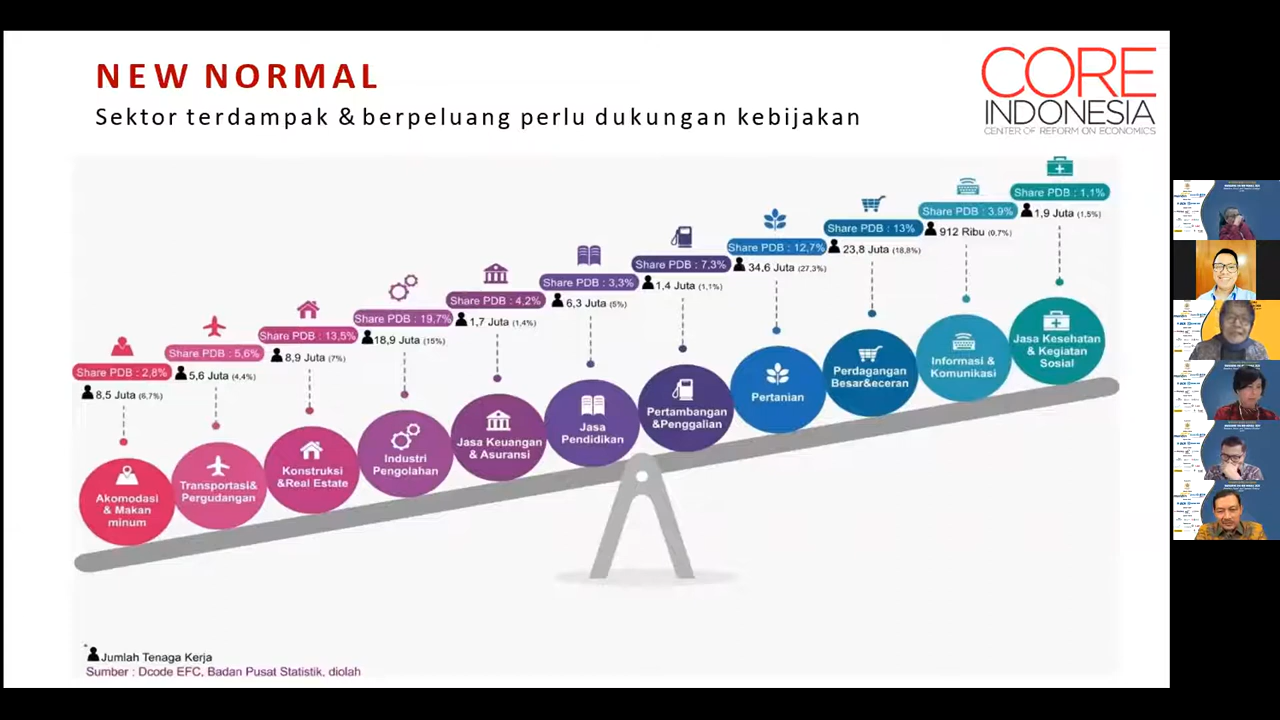 NEW NORMAL
Sektor terdampak & berpeluang perlu dukungan kebijakan
CORE
INDONESIA
CENTER OF REFORM ON ECONOMICS
Share PDB : 2,8%
8,5 Juta (6,7%)
Share PDB : 5,6%
5,6 Juta (4,4%)
Share PDB : 13,5%
8,9 Juta (7%)
Share PDB : 19,7%
18,9 Juta (15%)
Share PDB : 4,2%
1,7 Juta (1,4%)
Share PDB : 3,3%
6,3 Juta (5%)
Share PDB : 7,3%
1,4 Juta (1,1%)
Share PDB : 12,7%
34,6 Juta (27,3%)
Share PDB : 13%
23,8 Juta (18,8%)
Share PDB : 3.9%
912 Ribu (0,7%)
Share PDB : 1,1%
1,9 Juta (1,5%)
Akomodasi
& Makan
minum
Transportasi&
Pergudangan
Konstruksi
&Real Estate
Industri
Pengolahan
Jasa Keuangan
& Asuransi
Jasa
Pendidikan
Pertambangan
&Penggalian
Pertanian
Perdagangan
Besar&eceran
Informasi &
Komunikasi
Jasa Kesehatan
& Kegiatan
Sosial
Jumlah Tenaga Kerja
Sumber : Dcode EFC, Badan Pusat Statistik, diolah